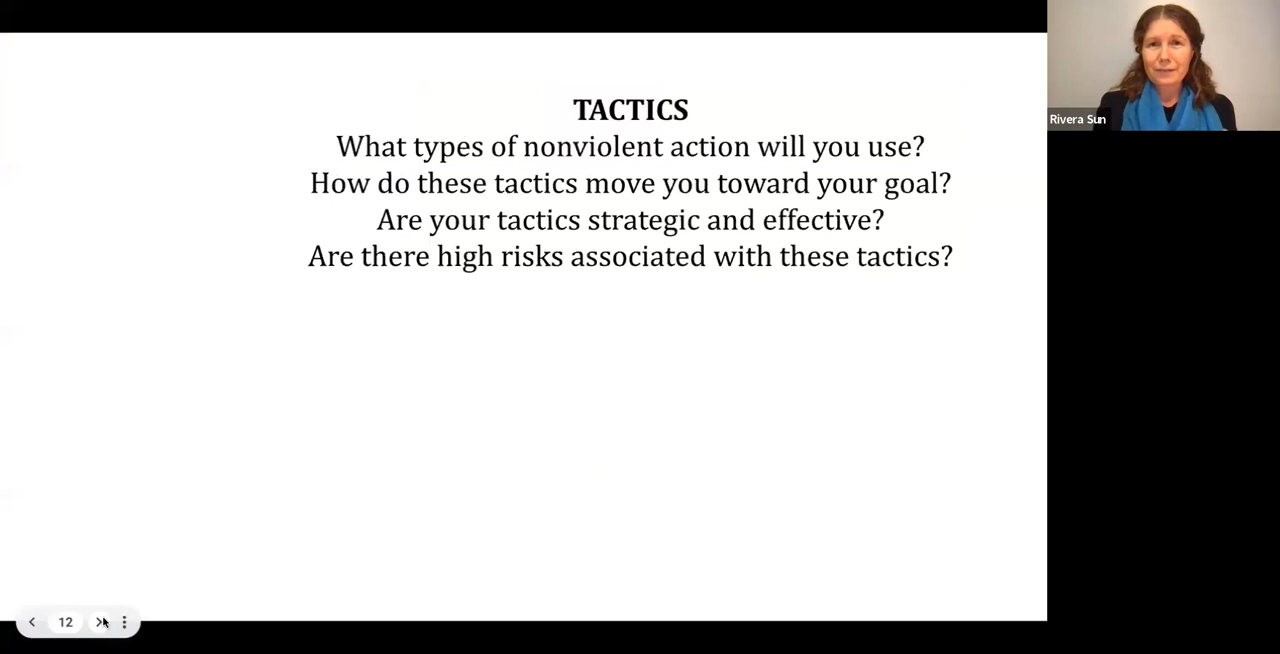 TACTICS
What types of nonviolent action will you use?
How do these tactics move you toward your goal?
Are your tactics strategic and effective?
Are there high risks associated with these tactics?
Rivera Sun
12